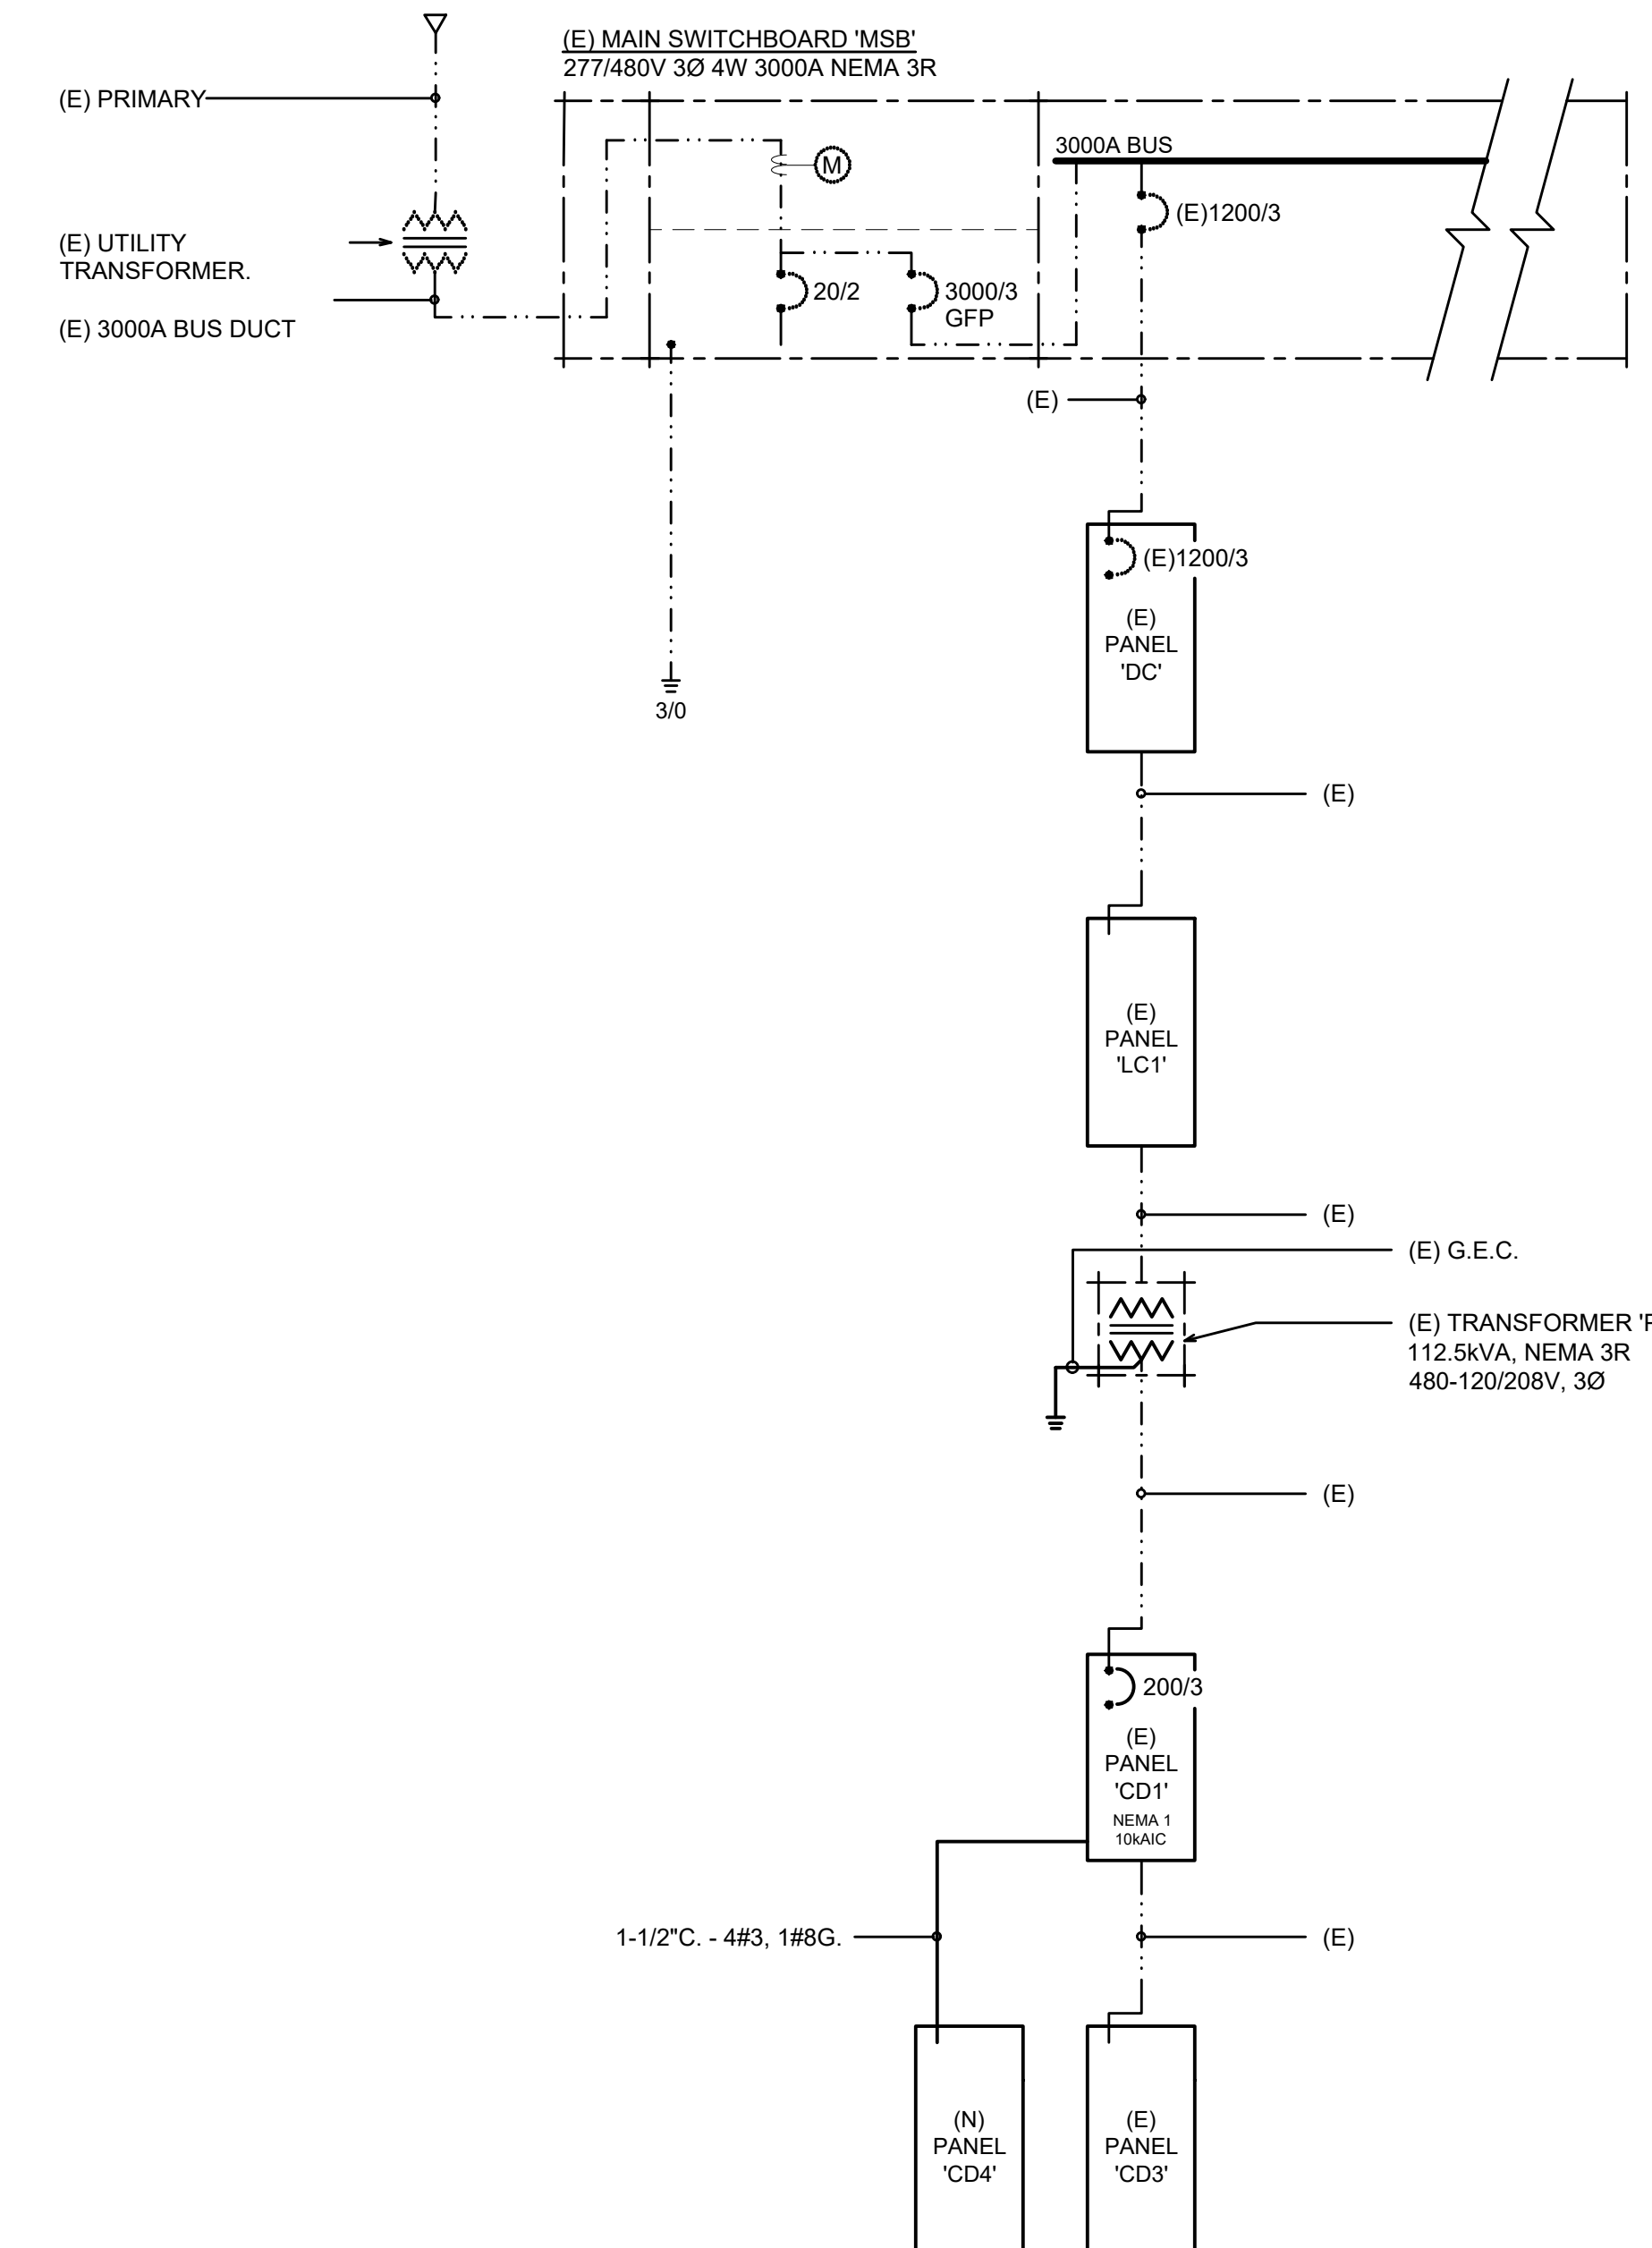 (E) MAIN SWITCHBOARD 'MSB'
277/480V 3Ø 4W 3000A NEMA 3R
(E) PRIMARY
3000A BUS
M
(E)1200/3
(E) UTILITY
TRANSFORMER.
20/2
3000/3
GFP
(E) 3000A BUS DUCT
(E)
(E)1200/3
(E)
PANEL
'DC'
3/0
(E)
(E)
PANEL
'LC1'
(E)
(E) G.E.C.
(E) TRANSFORMER
112.5kVA, NEMA 3R
480-120/208V, 3Ø
(E)
200/3
(E)
PANEL
'CD1'
NEMA 1
10kAIC
1-1/2"C. - 4#3, 1#8G.
(E)
(N)
PANEL
'CD4'
(E)
PANEL
'CD3'